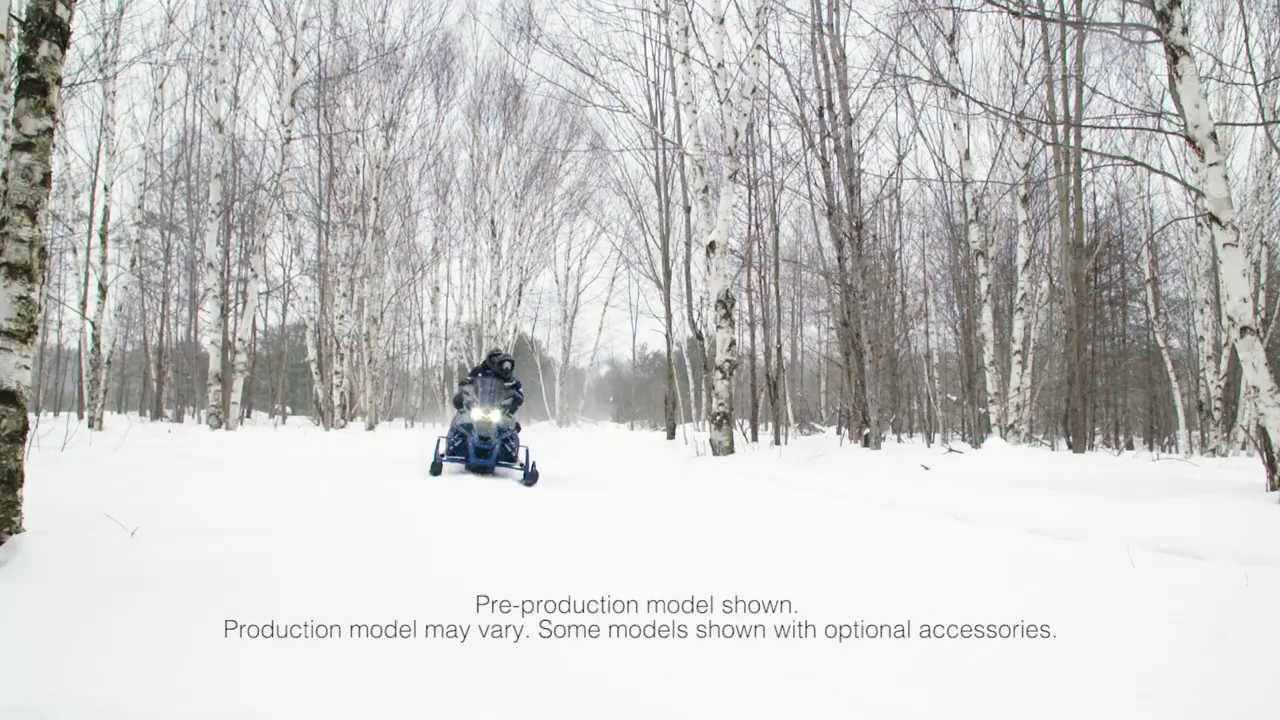 Pre-production model shown.
Production model may vary. Some models shown with optional accessories.